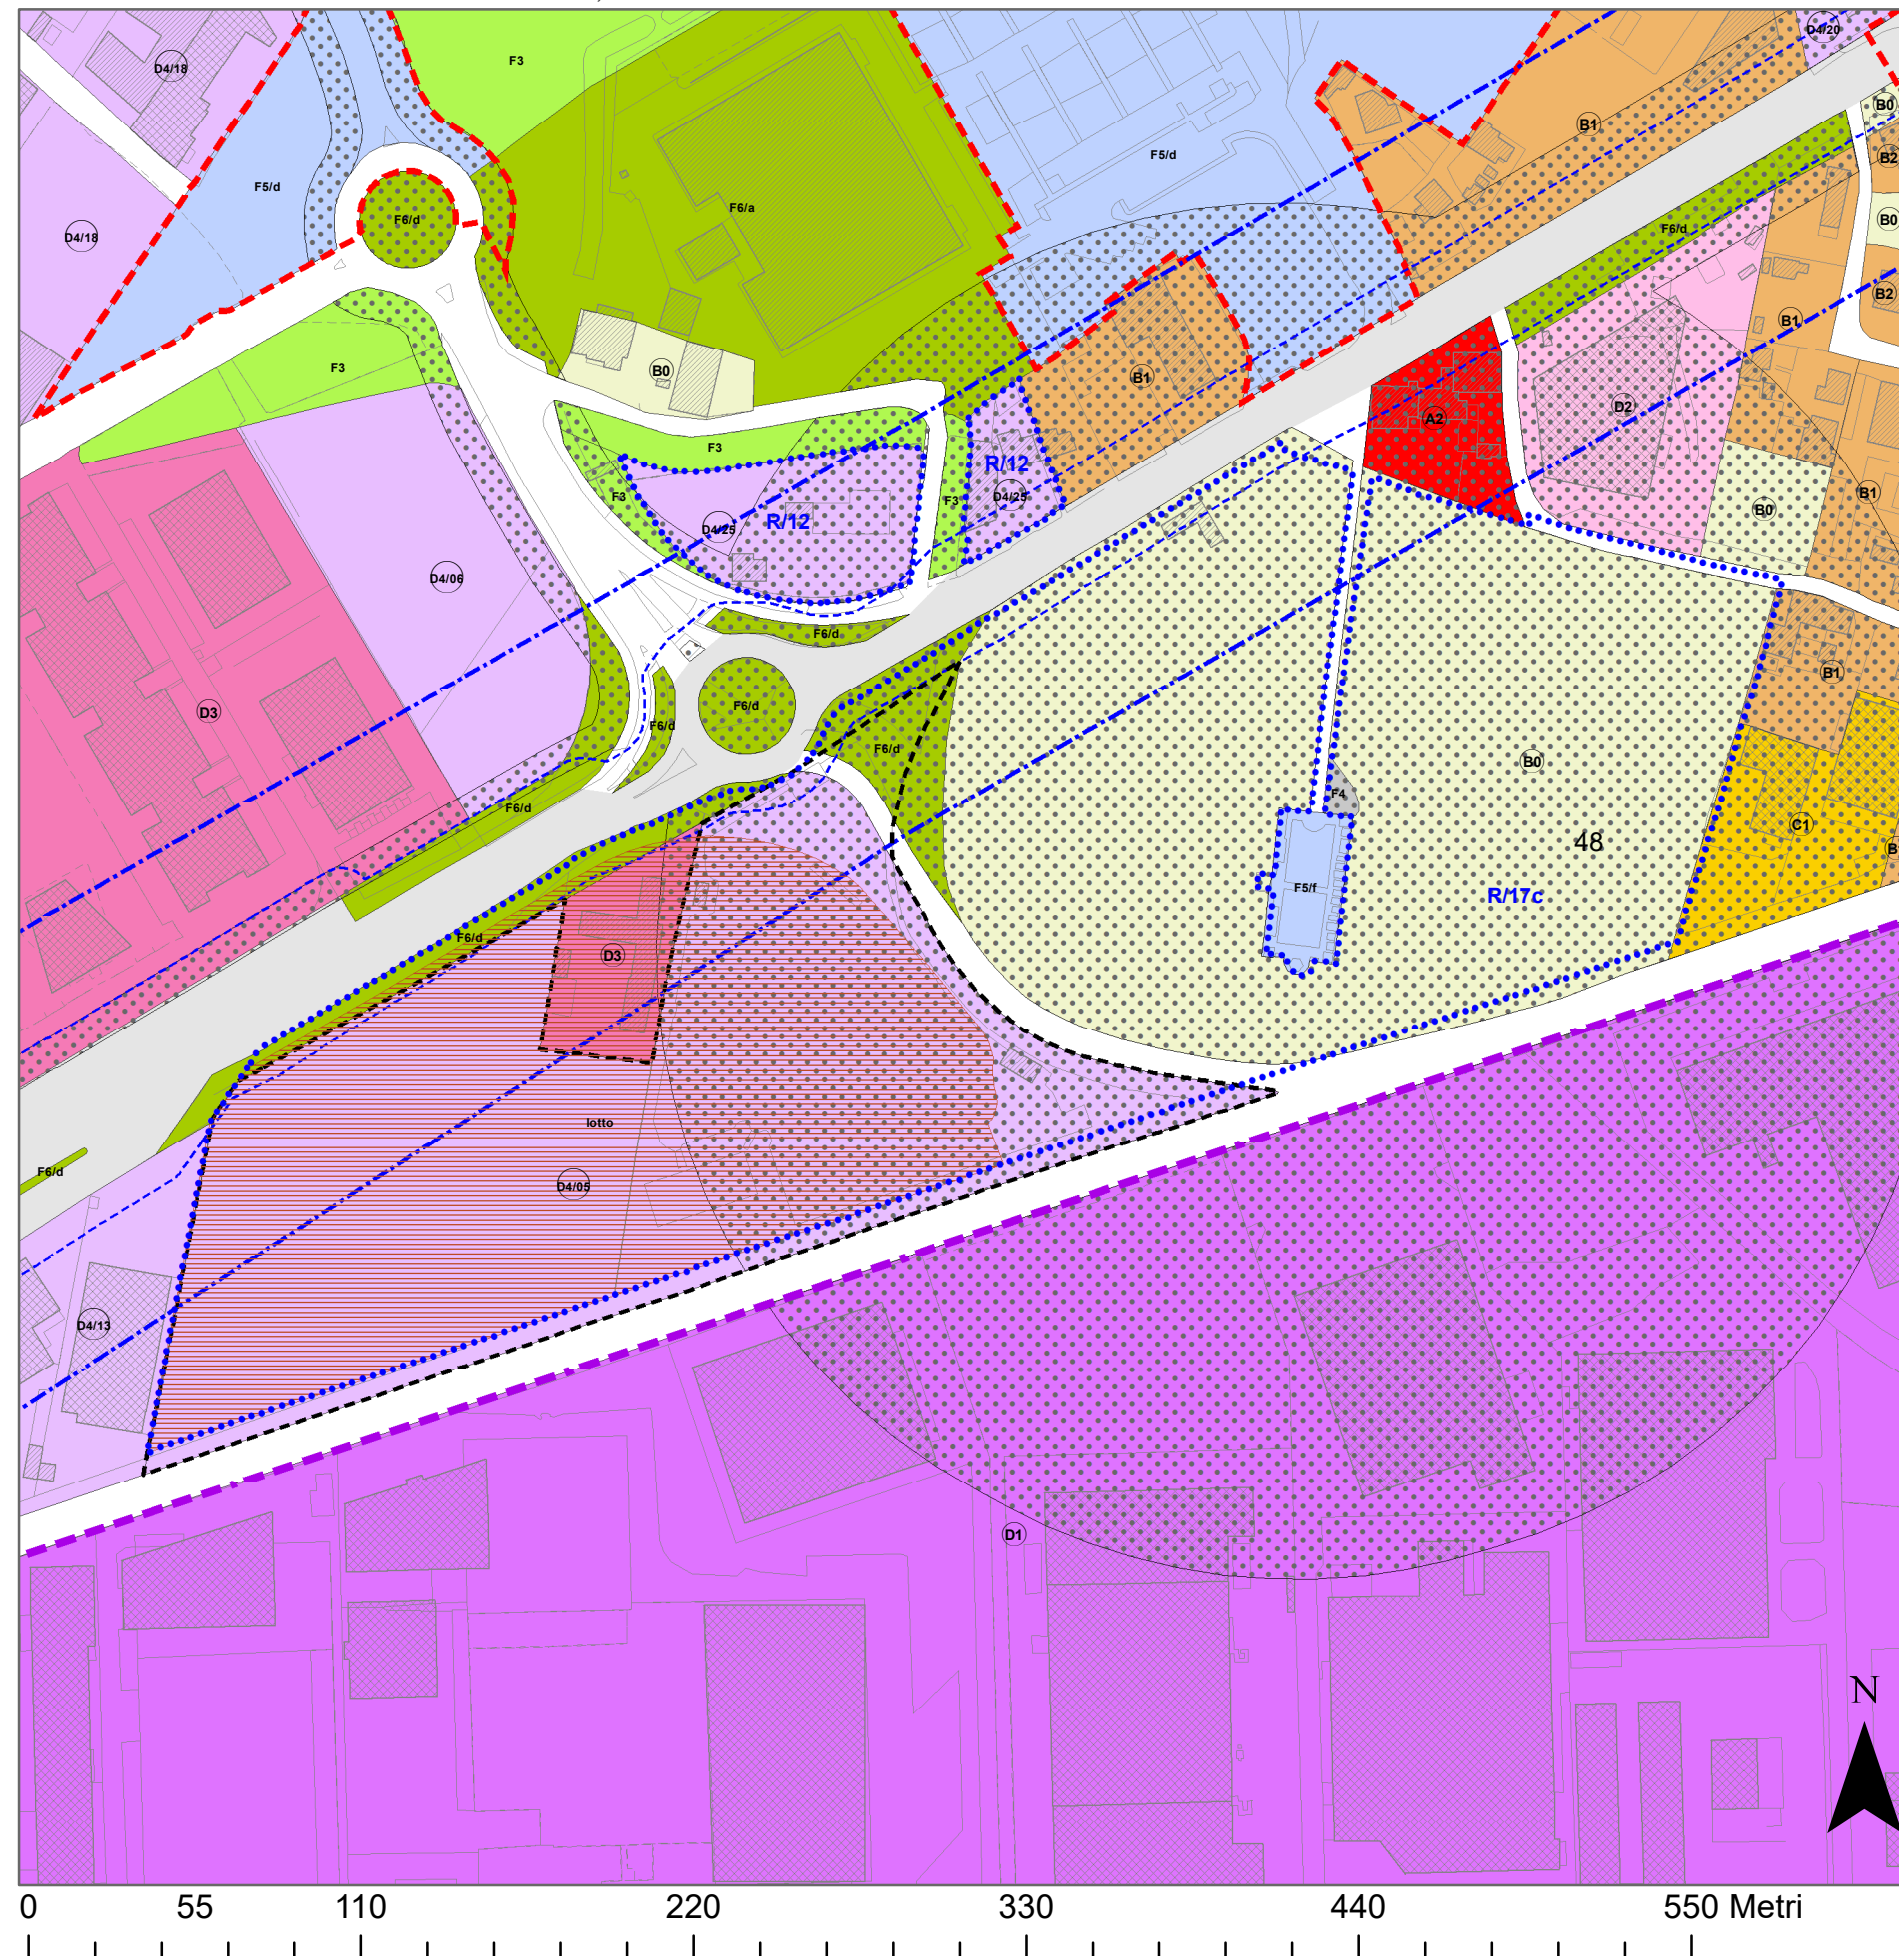 D4/20
F3
D4/18
B0
B1
F5/d
B2
F5/d
F6/a
F6/d
B0
F6/d
D4/18
B2
B1
F3
B0
B1
D2
A2
F3
R/12
B1
F3
D4/25
F3
B0
R/12
D4/25
D4/06
F6/d
B1
D3
F6/d
F6/d
F6/d
B0
F4
F6/d
C1
48
B
F5/f
R/17c
F6/d
D3
lotto
F6/d
D4/05
D4/13
D1
N
0 55 110 220 330 440 550 Metri